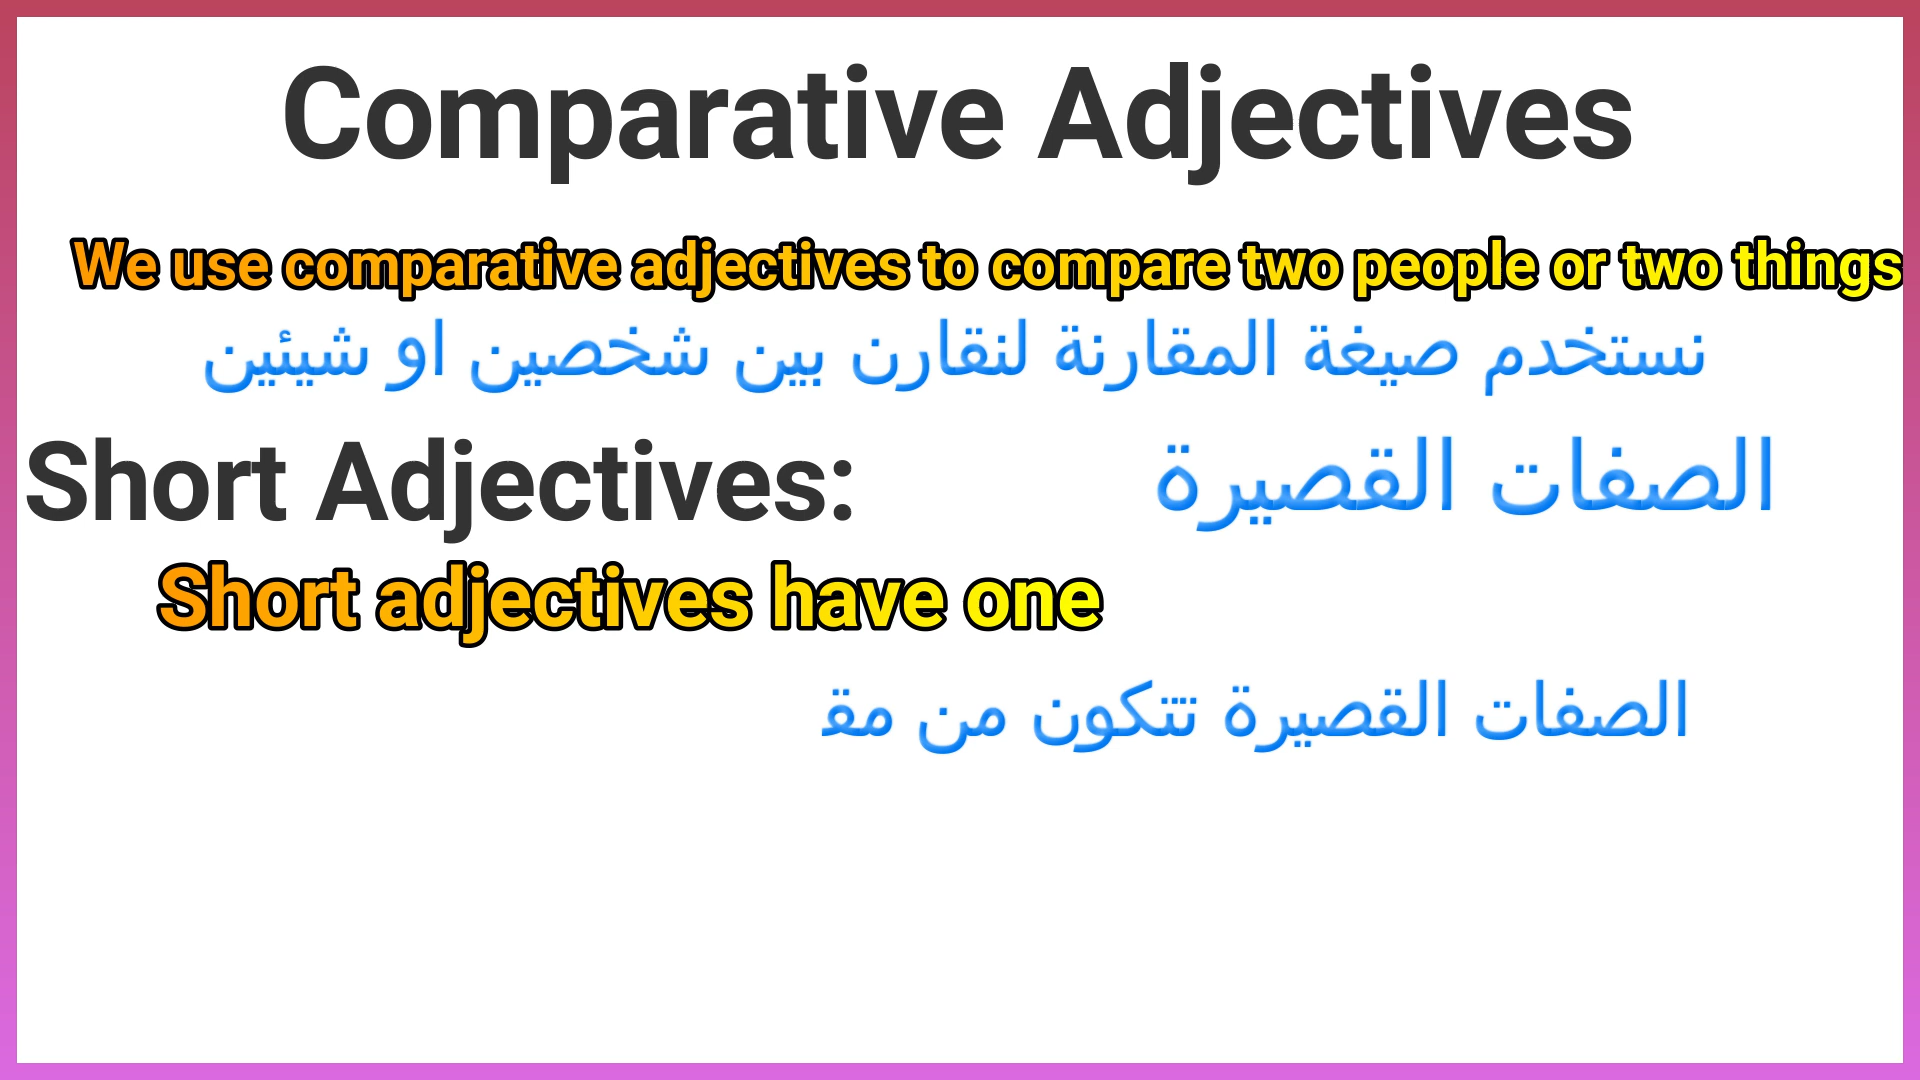 Comparative Adjectives
We use comparative adjectives to compare two people or two things
نستخدم صيغة المقارنة لنقارن بين شخصين او شيئين
Short Adjectives:
الصفات القصيرة
Short adjectives have one
الصفات القصيرة تتكون من مقـ